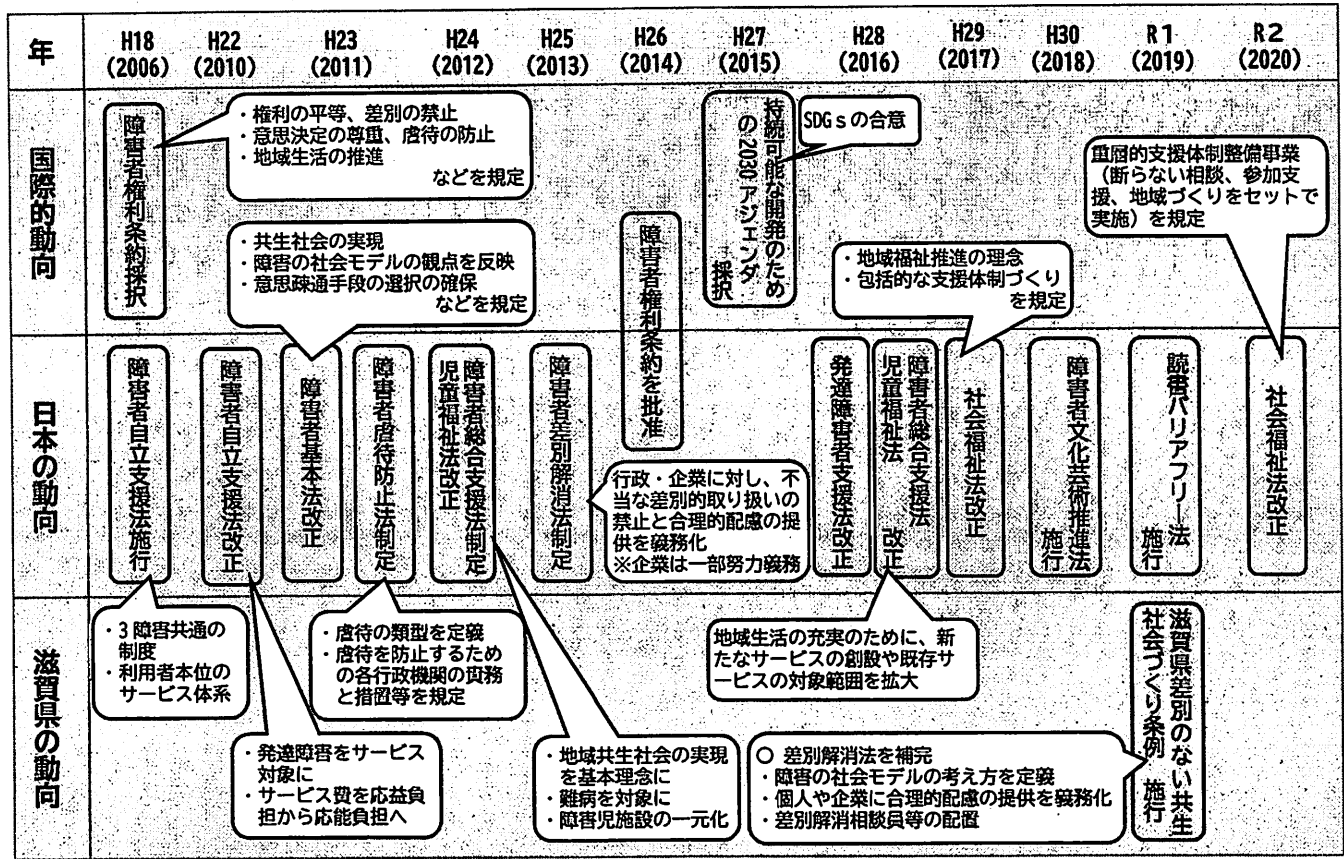 年
H18
(2006)
H22
(2010)
H23
(2011)
H24
(2012)
H25
(2013)
H26
(2014)
H27
(2015)
H28
(2016)
H29
(2017)
H30
(2018)
R1
(2019)
R2
(2020)
国際的動向
障害者権利条約採択
・権利の平等、差別の禁止
・意思決定の尊重、虐待の防止
・地域生活の推進
などを規定
持続可能な開発のため
の2030アジェンダ
採択
SDGsの合意
障害者権利条約を批准
日本の動向
・共生社会の実現
・障害の社会モデルの観点を反映
・意思疎通手段の選択の確保
などを規定
・地域福祉推進の理念
・包括的な支援体制づくり
を規定
重層的支援体制整備事業
（断らない相談、参加支
援、地域づくりをセットで
実施）を規定
障害者自立支援法施行
障害者自立支援法改正
障害者基本法改正
障害者虐待防止法制定
障害者総合支援法制定
児童福祉法改正
障害者差別解消法制定
行政・企業に対し、不
当な差別的取り扱いの
禁止と合理的配慮の提
供を義務化
※企業は一部努力義務
発達障害者支援法改正
障害者総合支援法
児童福祉法　改正
社会福祉法改正
障害者文化芸術推進法
施行
読書バリアフリー法
施行
社会福祉法改正
滋賀県の動向
・3障害共通の
制度
・利用者本位の
サービス体系
・発達障害をサービス
対象に
・サービス費を応益負
担から応能負担へ
・虐待の類型を定義
・虐待を防止するため
の各行政機関の責務
と措置等を規定
・地域共生社会の実現
を基本理念に
・難病を対象に
・障害児施設の一元化
地域生活の充実のために、新
たなサービスの創設や既存サ
ービスの対象範囲を拡大
○ 差別解消法を補完
・障害の社会モデルの考え方を定義
・個人や企業に合理的配慮の提供を義務化
・差別解消相談員等の配置
滋賀県差別のない共生
社会づくり条例　施行